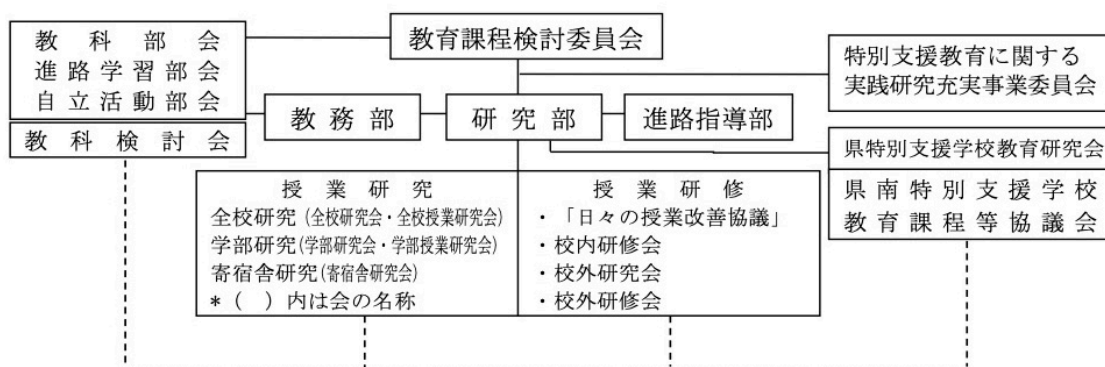 教科部会
進路学習部会
自立活動部会
教科検討会
教育課程検討委員会
教務部
研究部
進路指導部
特別支援教育に関する
実践研究充実事業委員会
県特別支援学校教育研究会
県南特別支援学校
教育課程等協議会
授業研究
全校研究(全校研究会・全校授業研究会)
学部研究(学部研究会・学部授業研究会)
寄宿舎研究(寄宿舎研究会)
*(　)内は会の名称
授業研修
・「日々の授業改善協議」
・校内研修会
・校外研究会
・校外研修会